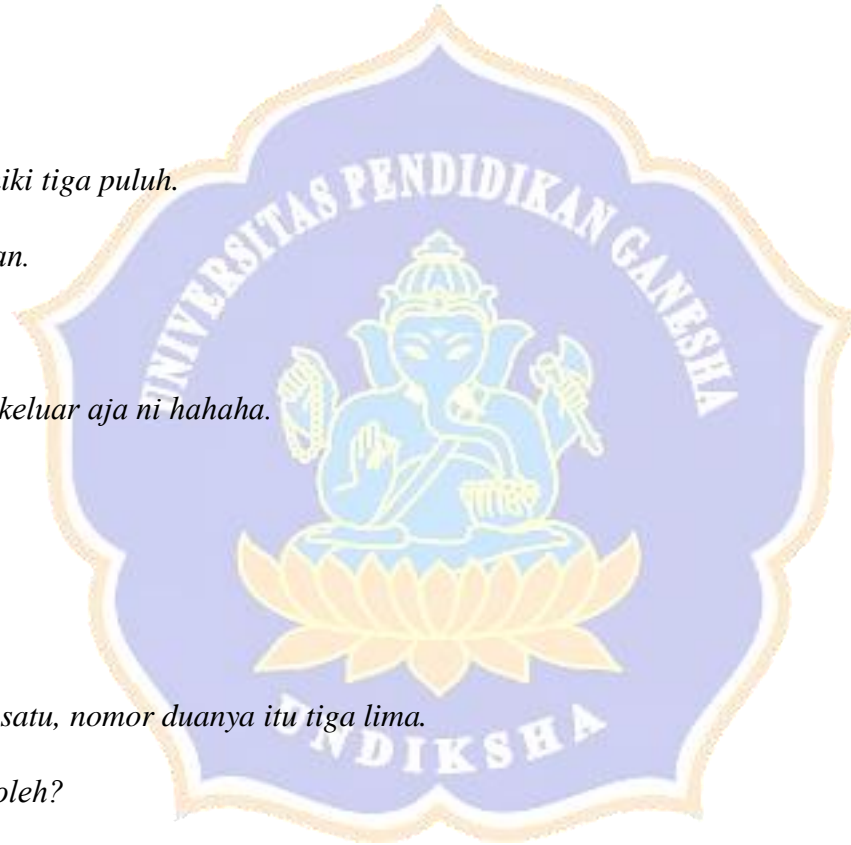 iki tiga puluh.
UNIVERSITAS PENDIDIKAN GANESHA
an.
keluar aja ni hahaha.
satu, nomor duanya itu tiga lima.
UNDIKSHA
oleh?